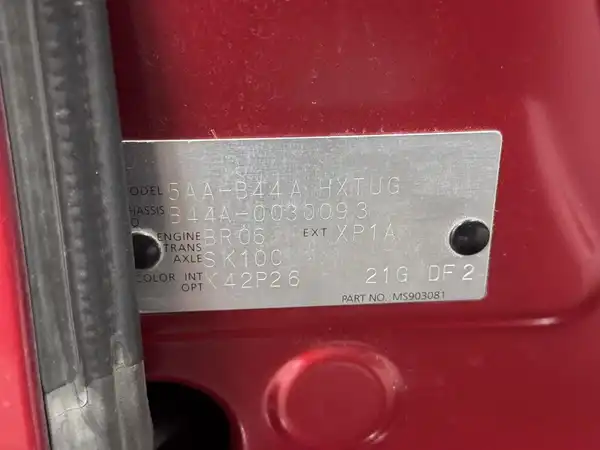 MODEL 5AA-B44A HXTUG
CHASSIS B44A-0030093
ENGINE BR06 EXT XP1A
TRANS
AXLE SK10C
COLOR INT K42P26 21G DF2
OPT
PART NO. MS903081